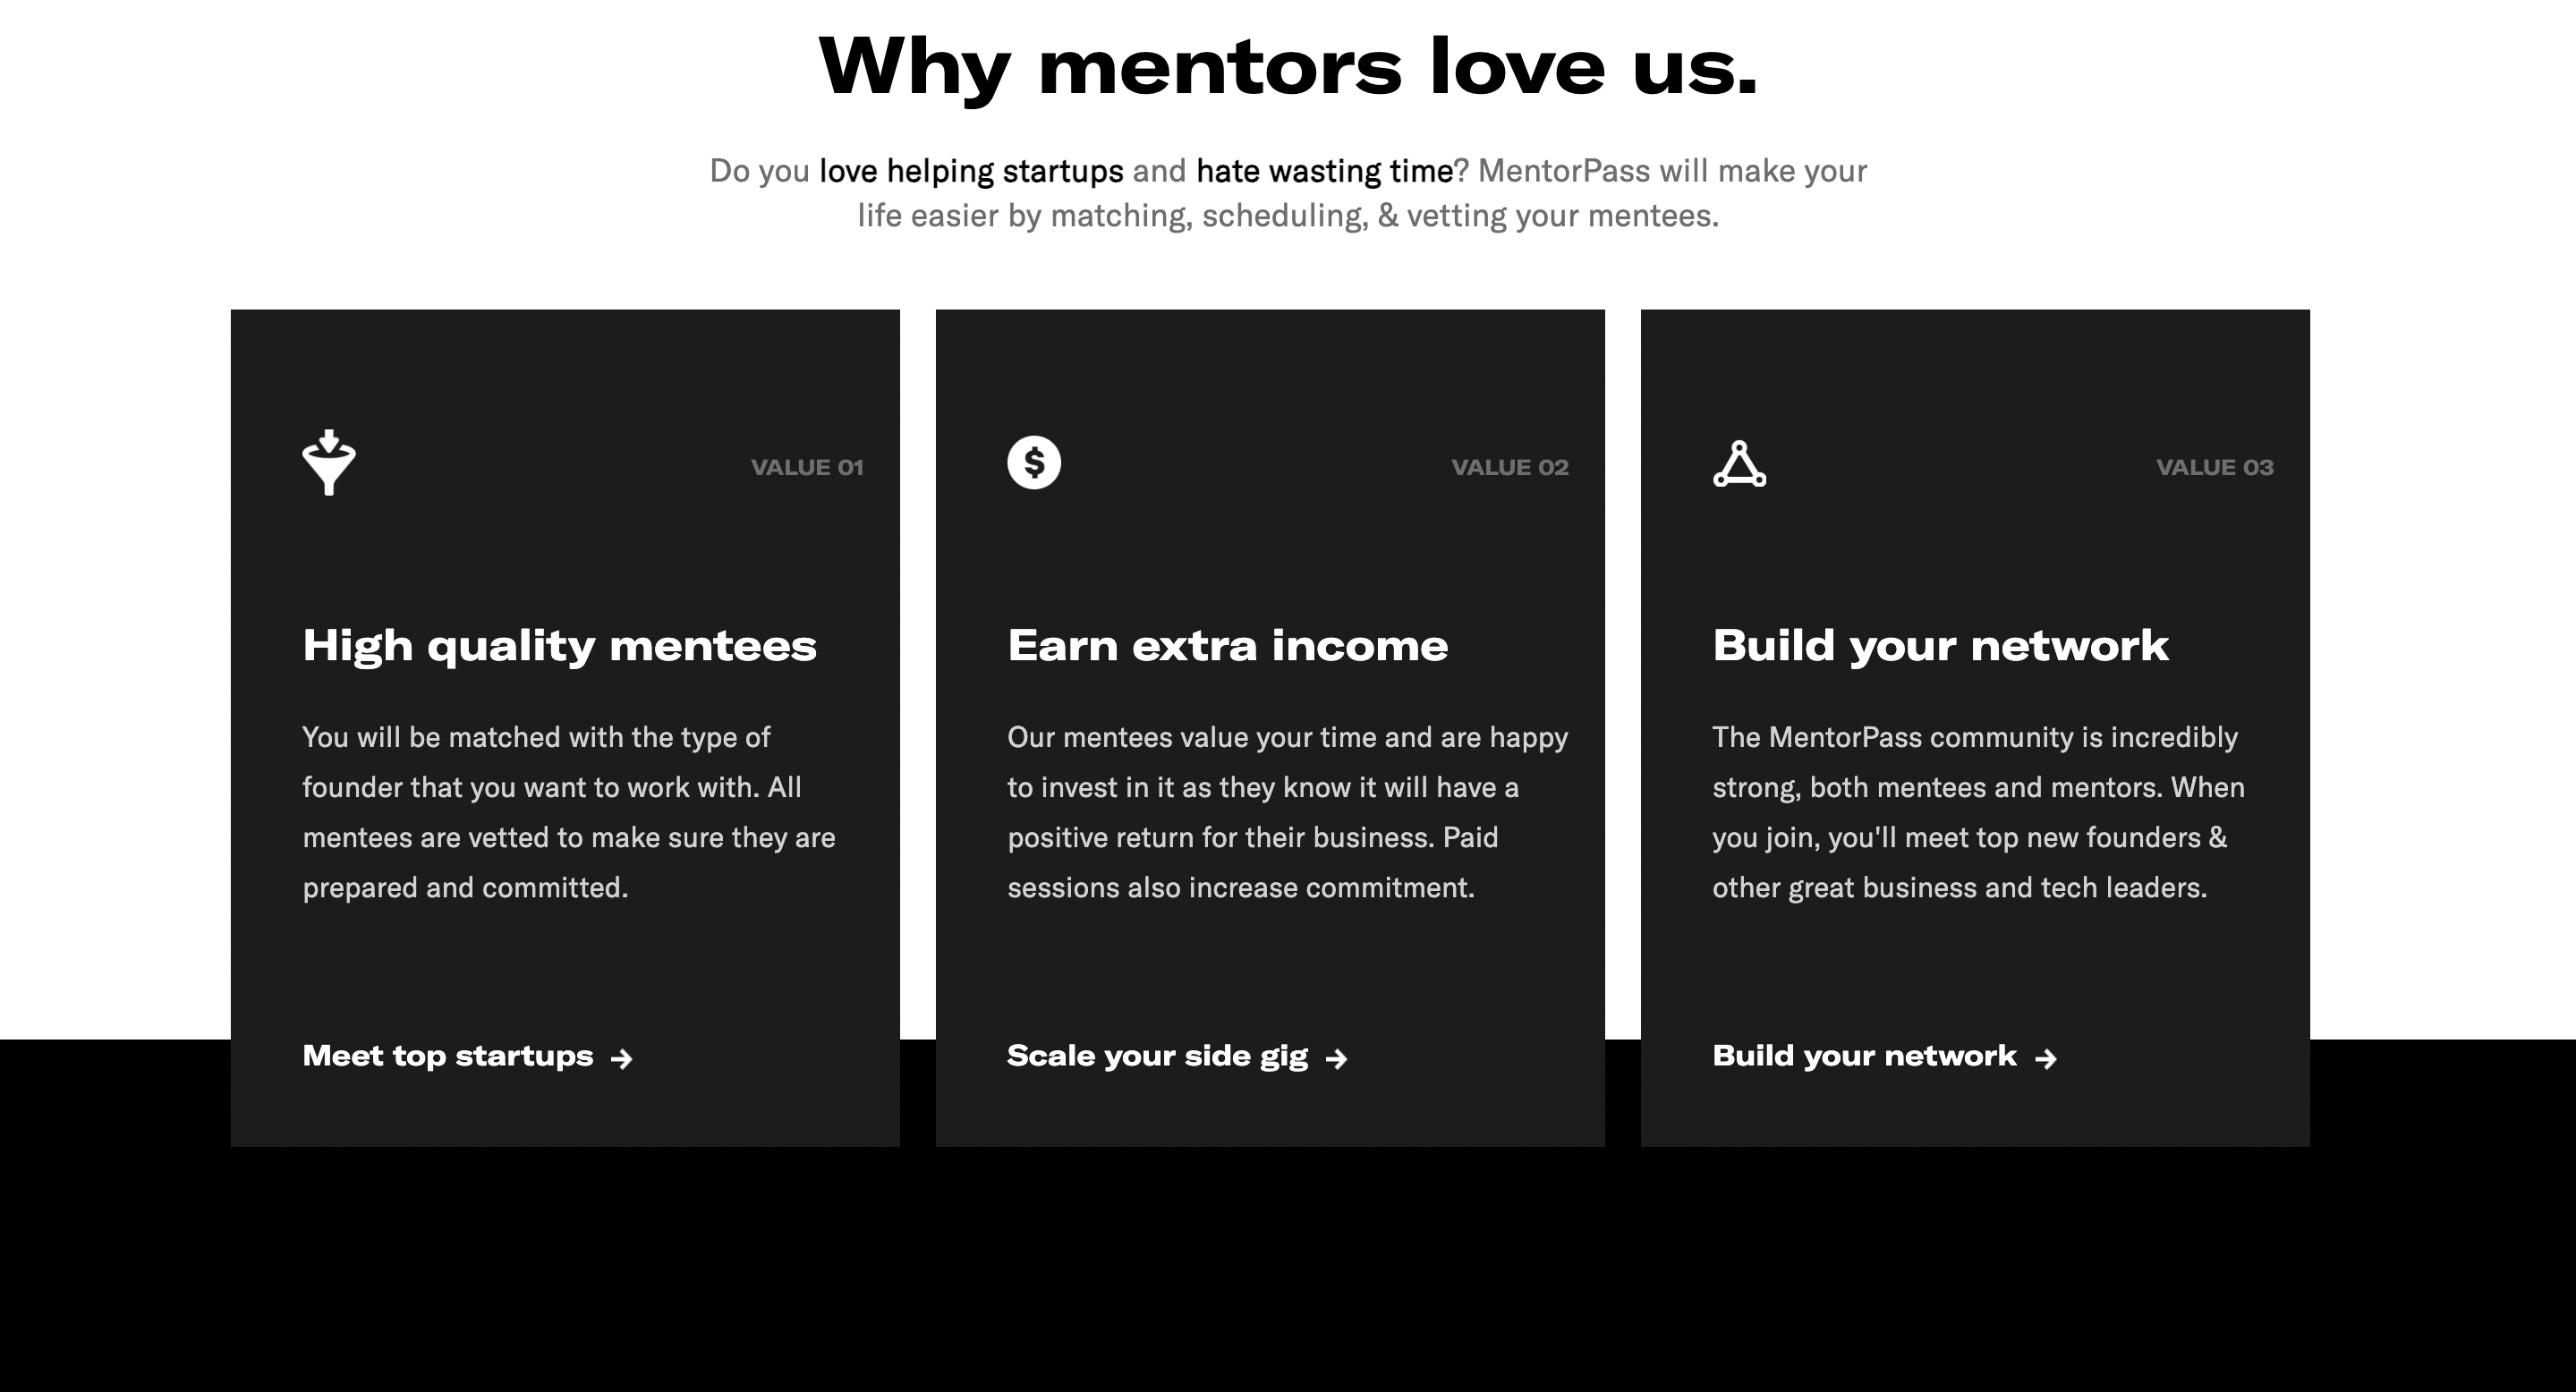 Why mentors love us.
Do you love helping startups and hate wasting time? MentorPass will make your
life easier by matching, scheduling, & vetting your mentees.
VALUE 01
High quality mentees
You will be matched with the type of
founder that you want to work with. All
mentees are vetted to make sure they are
prepared and committed.
Meet top startups →
VALUE 02
Earn extra income
Our mentees value your time and are happy
to invest in it as they know it will have a
positive return for their business. Paid
sessions also increase commitment.
Scale your side gig →
VALUE 03
Build your network
The MentorPass community is incredibly
strong, both mentees and mentors. When
you join, you'll meet top new founders &
other great business and tech leaders.
Build your network →